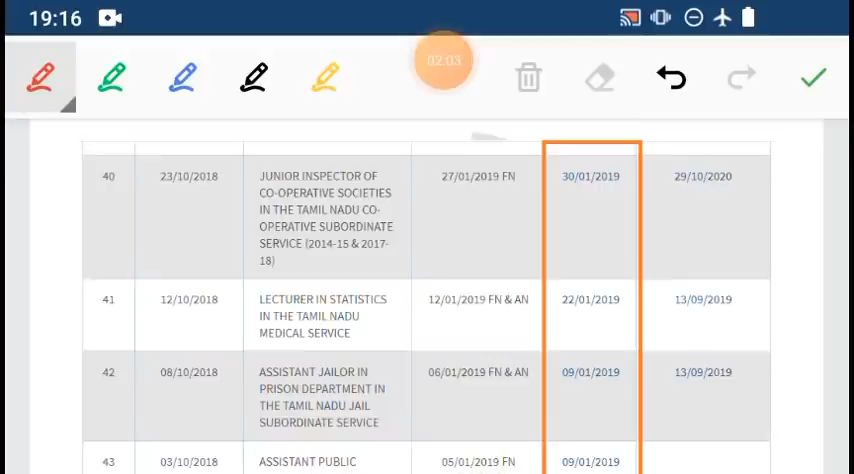 19:16
02:03
40 23/10/2018 JUNIOR INSPECTOR OF 27/01/2019 FN 30/01/2019 29/10/2020
CO-OPERATIVE SOCIETIES
IN THE TAMIL NADU CO-
OPERATIVE SUBORDINATE
SERVICE (2014-15 & 2017-
18)
41 12/10/2018 LECTURER IN STATISTICS 12/01/2019 FN & AN 22/01/2019 13/09/2019
IN THE TAMIL NADU
MEDICAL SERVICE
42 08/10/2018 ASSISTANT JAILOR IN 06/01/2019 FN & AN 09/01/2019 13/09/2019
PRISON DEPARTMENT IN
THE TAMIL NADU JAIL
SUBORDINATE SERVICE
43 03/10/2018 ASSISTANT PUBLIC 05/01/2019 FN 09/01/2019